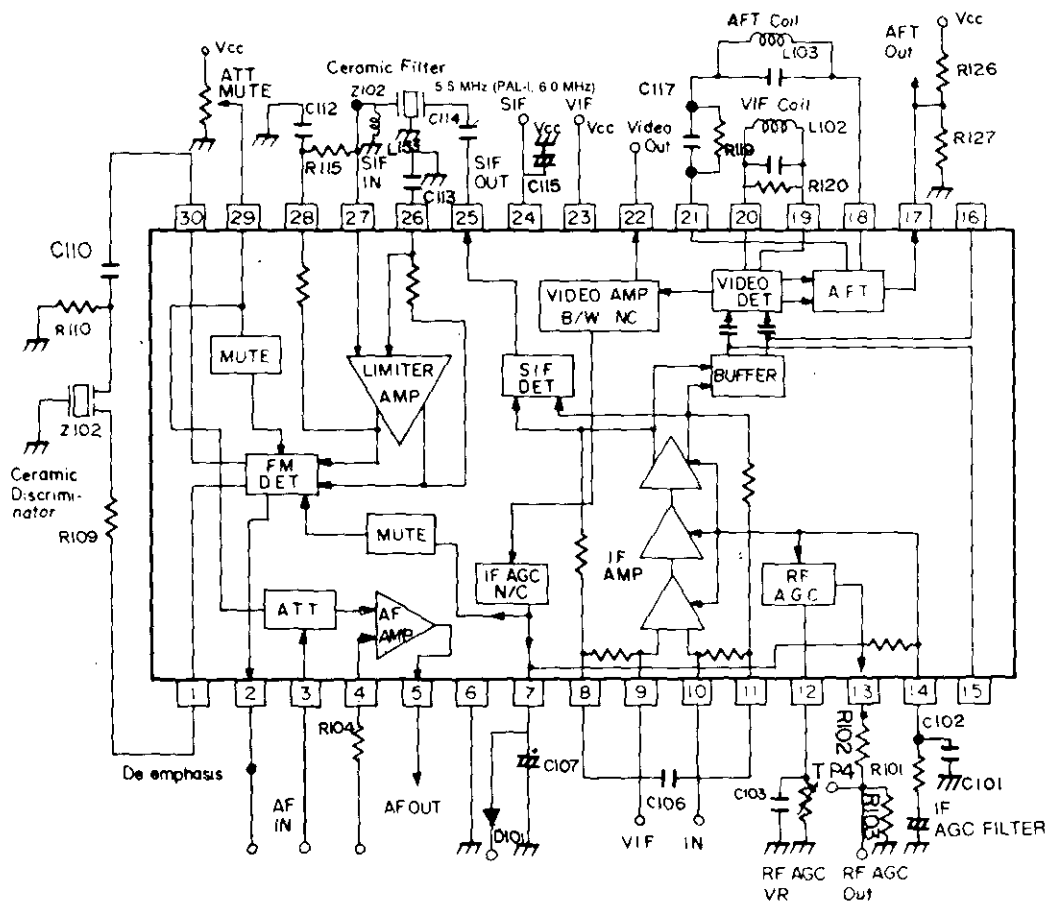 Vcc
ATT
MUTE
Ceramic Filter
Z102
5.5 MHz (PAL-I, 6.0 MHz)
C112
R115
SIF
IN
C114
C113
SIF
OUT
SIF
Vcc
C115
VIF
Vcc
Video
Out
C117
R119
AFT Coil
L103
VIF Coil
L102
R120
AFT
Out
Vcc
R126
R127
30
29
28
27
26
25
24
23
22
21
20
19
18
17
16
C110
R110
Z102
Ceramic
Discrimi-
nator
R109
MUTE
LIMITER
AMP
FM
DET
MUTE
ATT
AF
AMP
SIF
DET
VIDEO AMP
B/W NC
VIDEO
DET
AFT
BUFFER
IF AGC
N/C
IF
AMP
RF
AGC
1
2
3
4
5
6
7
8
9
10
11
12
13
14
15
De emphasis
AF
IN
R104
AF OUT
D101
C107
C106
VIF
IN
C103
RF AGC
VR
TP4
R102
R101
R103
RF AGC
Out
C102
C101
IF
AGC FILTER